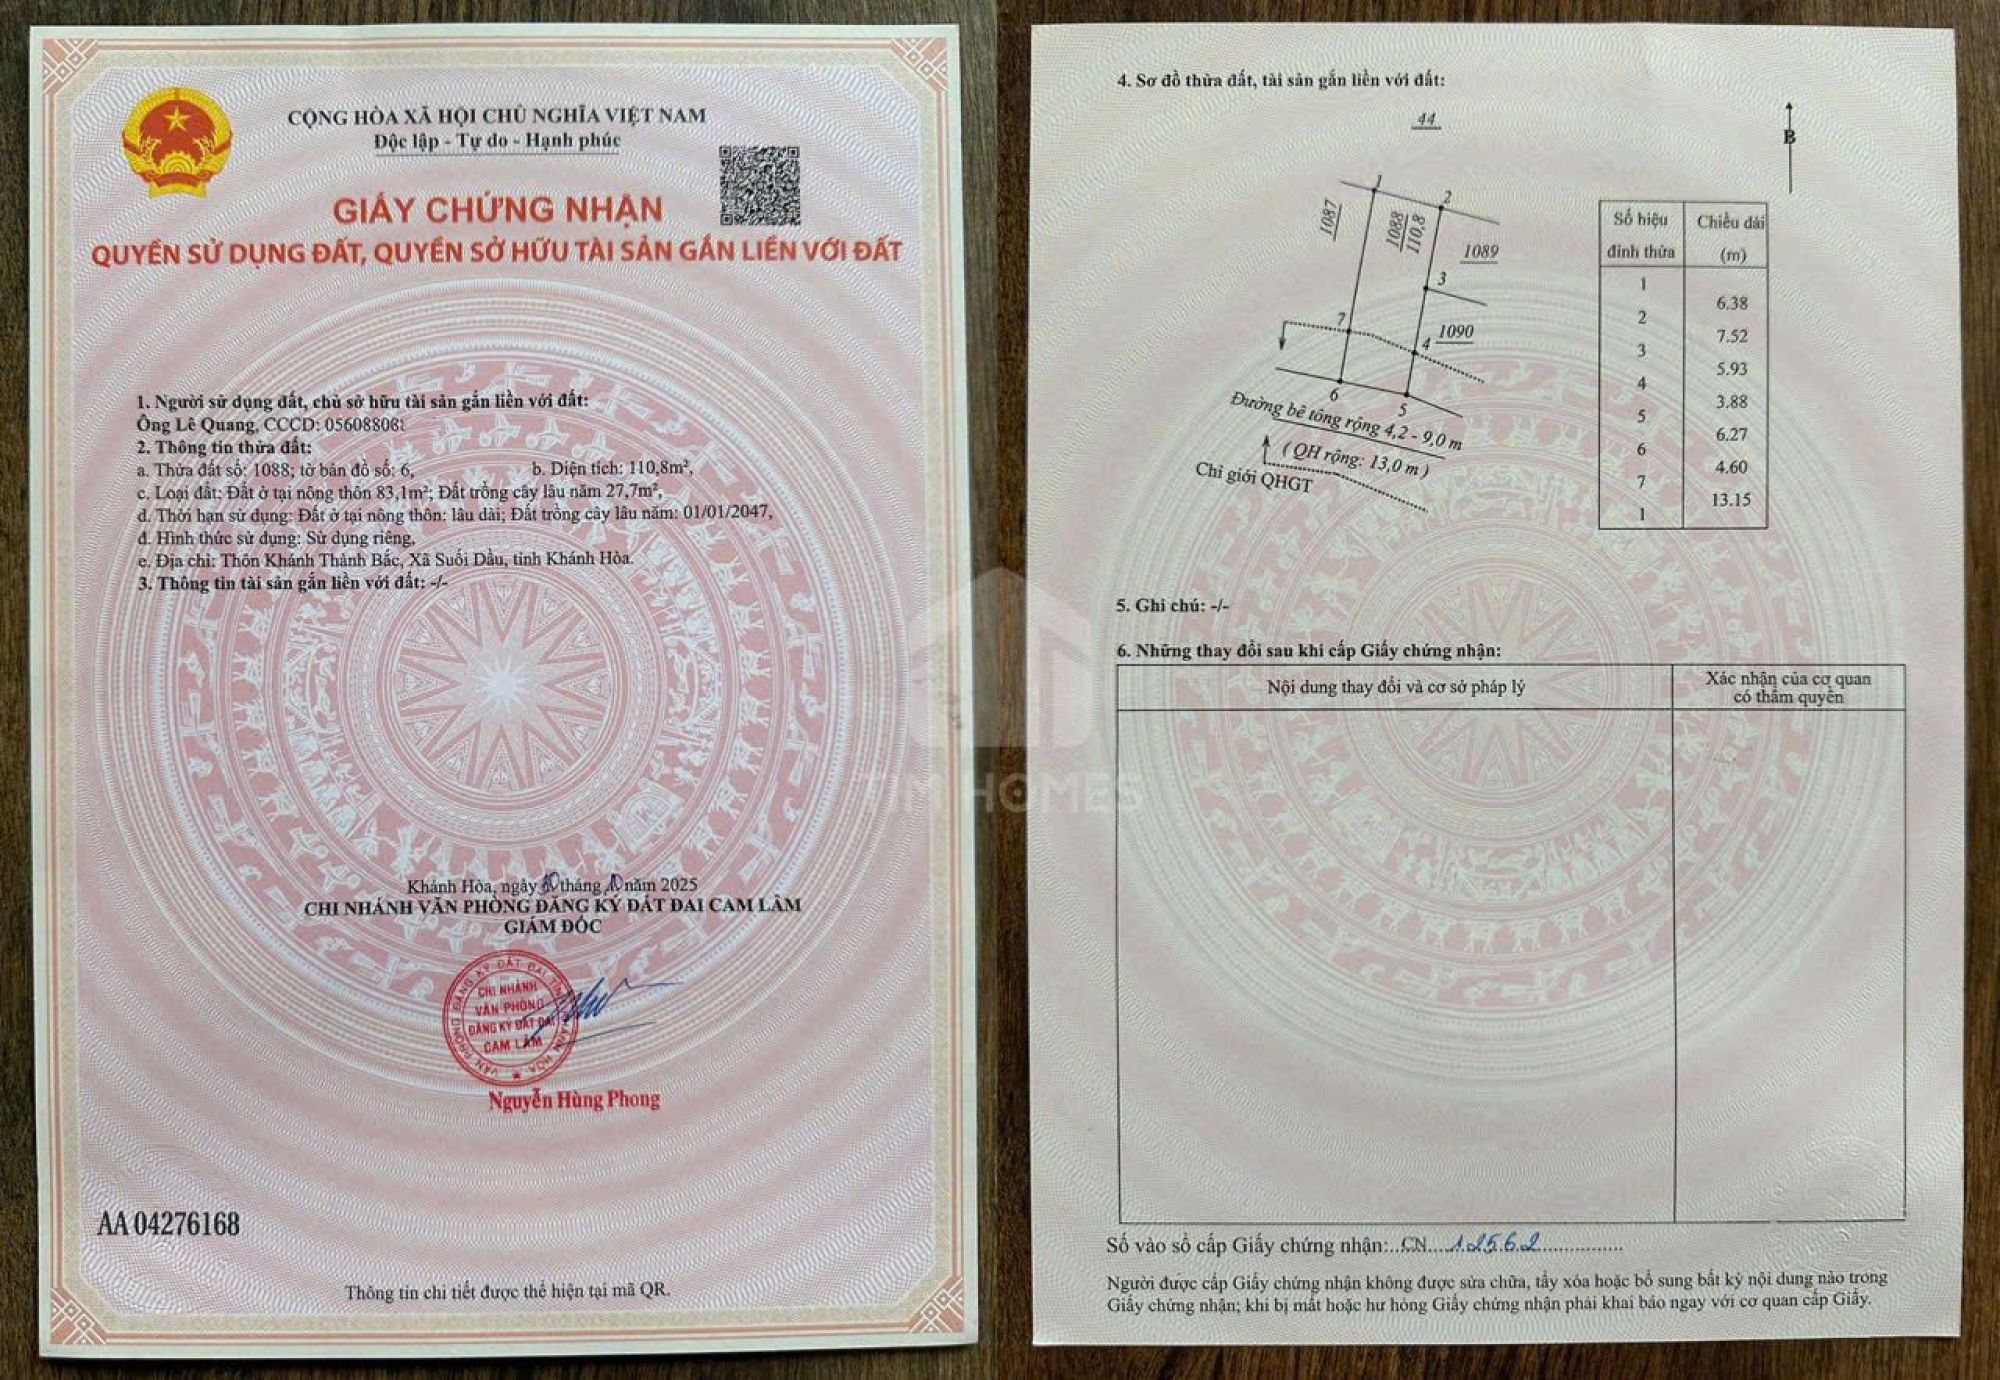 CỘNG HÒA XÃ HỘI CHỦ NGHĨA VIỆT NAM
Độc lập - Tự do - Hạnh phúc
GIẤY CHỨNG NHẬN
QUYỀN SỬ DỤNG ĐẤT, QUYỀN SỞ HỮU TÀI SẢN GẮN LIỀN VỚI ĐẤT
1. Người sử dụng đất, chủ sở hữu tài sản gắn liền với đất:
Ông Lê Quang, CCCD: 05608808
2. Thông tin thửa đất:
a. Thửa đất số: 1088; tờ bản đồ số: 6, b. Diện tích: 110,8m²,
c. Loại đất: Đất ở tại nông thôn 83,1m²; Đất trồng cây lâu năm 27,7m²,
d. Thời hạn sử dụng: Đất ở tại nông thôn: lâu dài; Đất trồng cây lâu năm: 01/01/2047,
đ. Hình thức sử dụng: Sử dụng riêng,
e. Địa chỉ: Thôn Khánh Thành Bắc, Xã Suối Dầu, tỉnh Khánh Hòa.
3. Thông tin tài sản gắn liền với đất: -/-
Khánh Hòa, ngày tháng 10 năm 2025
CHI NHÁNH VĂN PHÒNG ĐĂNG KÝ ĐẤT ĐAI CAM LÂM
GIÁM ĐỐC
VĂN PHÒNG ĐĂNG KÝ ĐẤT ĐAI TỈNH KHÁNH HÒA
CHI NHÁNH
VĂN PHÒNG
ĐĂNG KÝ ĐẤT ĐAI
CAM LÂM
Nguyễn Hùng Phong
AA 04276168
Thông tin chi tiết được thể hiện tại mã QR.
TIM HOMES
4. Sơ đồ thửa đất, tài sản gắn liền với đất:
44
B
1
2
1087
1088
110,8
1089
3
7
4
1090
6
5
Đường bê tông rộng 4,2 - 9,0 m
( QH rộng: 13,0 m )
Chỉ giới QHGT
Số hiệu đỉnh thửa Chiều dài (m)
1
6.38
2
7.52
3
5.93
4
3.88
5
6.27
6
4.60
7
13.15
1
5. Ghi chú: -/-
6. Những thay đổi sau khi cấp Giấy chứng nhận:
Nội dung thay đổi và cơ sở pháp lý
Xác nhận của cơ quan
có thẩm quyền
Số vào sổ cấp Giấy chứng nhận:..CN....12562...............
Người được cấp Giấy chứng nhận không được sửa chữa, tẩy xóa hoặc bổ sung bất kỳ nội dung nào trong
Giấy chứng nhận; khi bị mất hoặc hư hỏng Giấy chứng nhận phải khai báo ngay với cơ quan cấp Giấy.